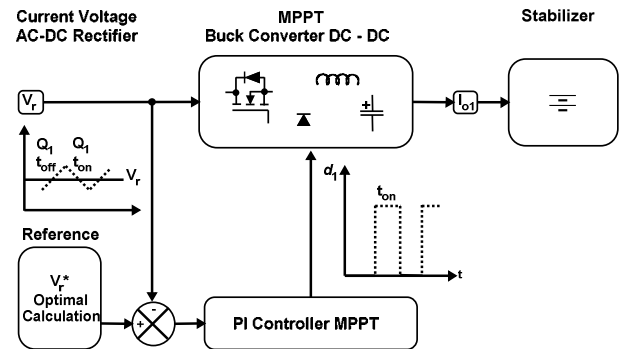 Current Voltage
AC-DC Rectifier
MPPT
Buck Converter DC - DC
Stabilizer
Vr
Io1
Q1 Q1
toff ton
Vr
d1
ton
t
Reference
Vr*
Optimal
Calculation
-
+
PI Controller MPPT